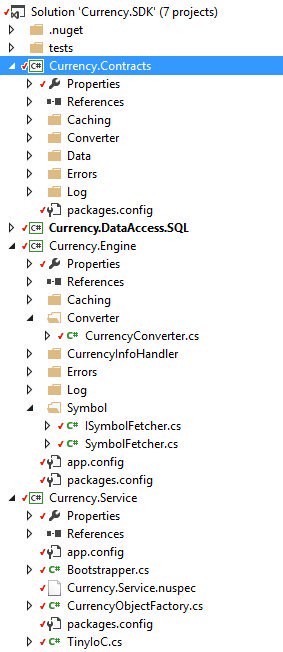 Solution 'Currency.SDK' (7 projects)
.nuget
tests
C# Currency.Contracts
Properties
References
Caching
Converter
Data
Errors
Log
packages.config
C# Currency.DataAccess.SQL
C# Currency.Engine
Properties
References
Caching
Converter
C# CurrencyConverter.cs
CurrencyInfoHandler
Errors
Log
Symbol
C# ISymbolFetcher.cs
C# SymbolFetcher.cs
app.config
packages.config
C# Currency.Service
Properties
References
app.config
C# Bootstrapper.cs
Currency.Service.nuspec
C# CurrencyObjectFactory.cs
packages.config
C# TinyIoC.cs